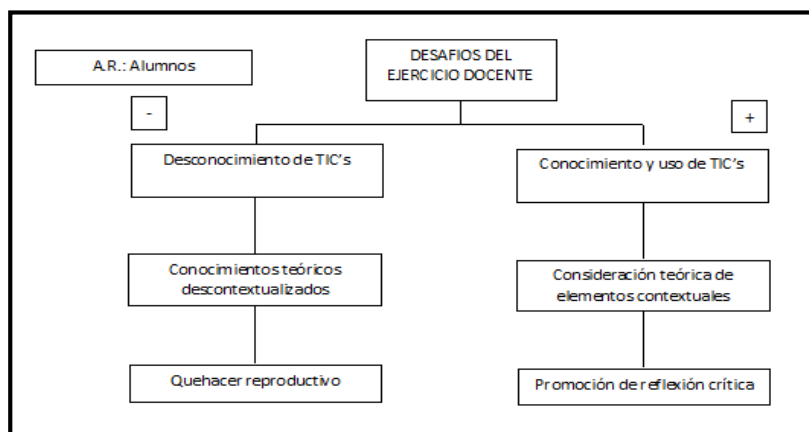 DESAFIOS DEL
EJERCICIO DOCENTE
A.R.: Alumnos
-
+
Desconocimiento de TIC's
Conocimiento y uso de TIC's
Conocimientos teóricos
descontextualizados
Consideración teórica de
elementos contextuales
Quehacer reproductivo
Promoción de reflexión crítica